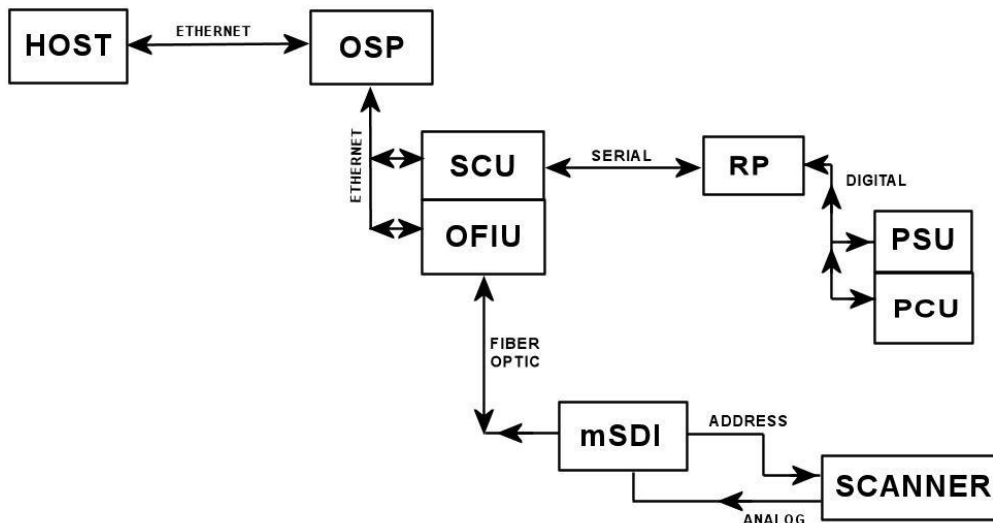 HOST
ETHERNET
OSP
ETHERNET
SCU
SERIAL
RP
DIGITAL
OFIU
PSU
PCU
FIBER
OPTIC
mSDI
ADDRESS
SCANNER
ANALOG